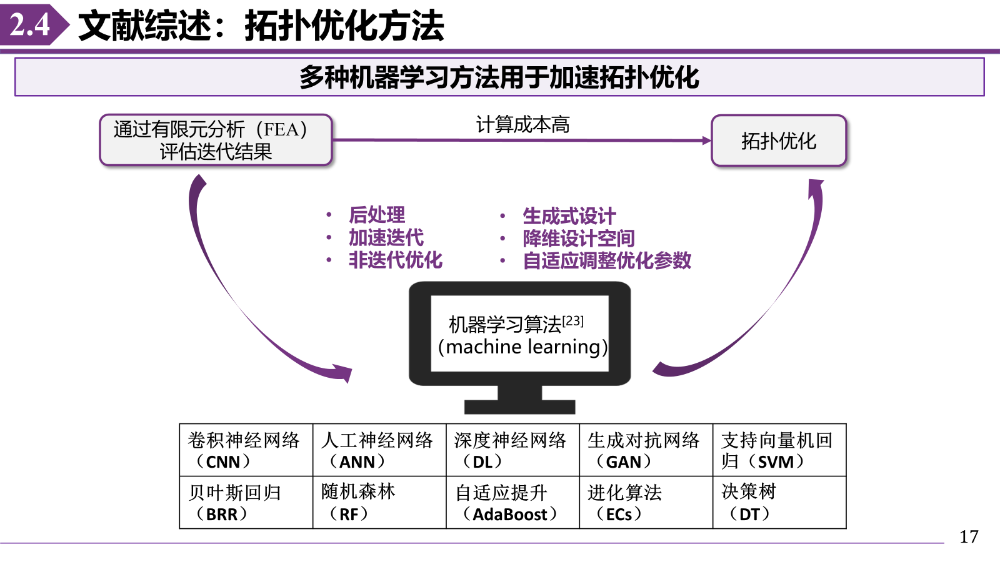 2.4
文献综述：拓扑优化方法
多种机器学习方法用于加速拓扑优化
通过有限元分析（FEA）
评估迭代结果
计算成本高
拓扑优化
• 后处理
• 加速迭代
• 非迭代优化
• 生成式设计
• 降维设计空间
• 自适应调整优化参数
机器学习算法[23]
（machine learning）
卷积神经网络
（CNN）
人工神经网络
（ANN）
深度神经网络
（DL）
生成对抗网络
（GAN）
支持向量机回
归（SVM）
贝叶斯回归
（BRR）
随机森林
（RF）
自适应提升
（AdaBoost）
进化算法
（ECs）
决策树
（DT）
17